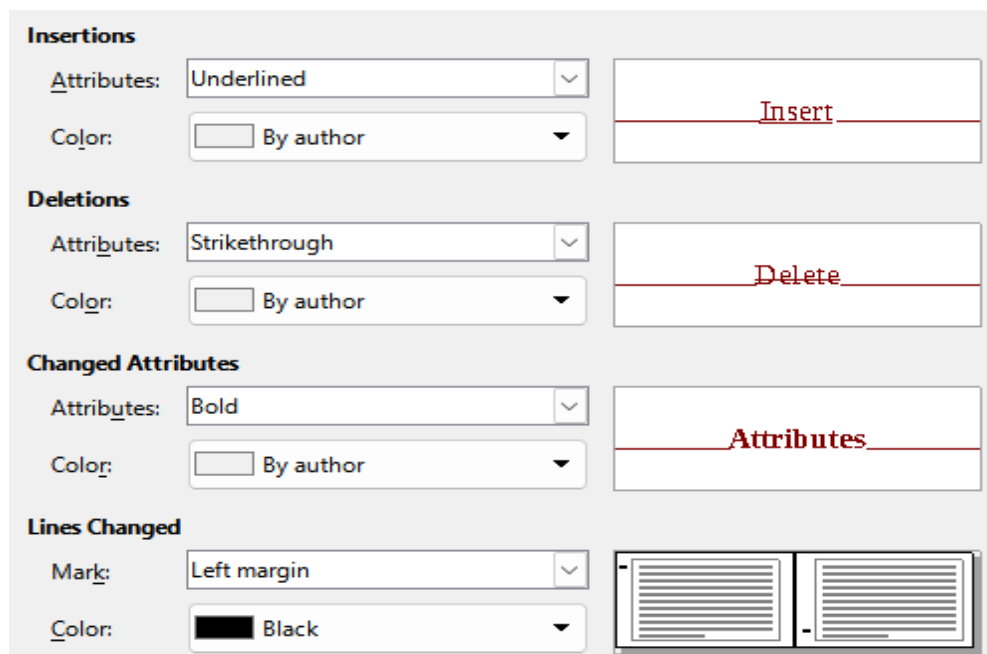 Insertions
Attributes: Underlined
Insert
Color: By author
Deletions
Attributes: Strikethrough
Delete
Color: By author
Changed Attributes
Attributes: Bold
Attributes
Color: By author
Lines Changed
Mark: Left margin
Color: Black